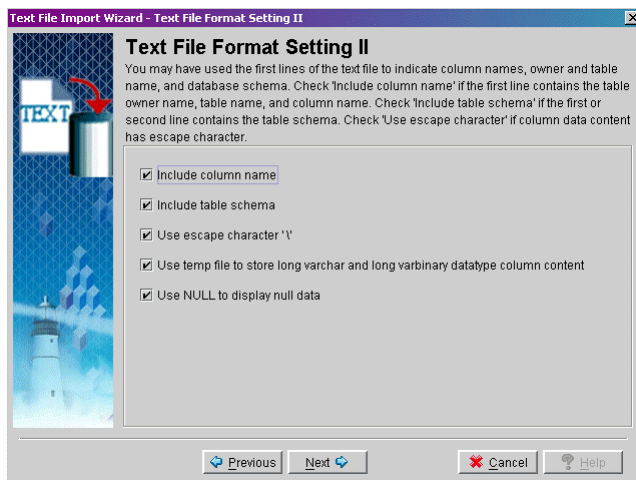 Text File Import Wizard - Text File Format Setting II
TEXT
Text File Format Setting II
You may have used the first lines of the text file to indicate column names, owner and table
name, and database schema. Check 'Include column name' if the first line contains the table
owner name, table name, and column name. Check 'Include table schema' if the first or
second line contains the table schema. Check 'Use escape character' if column data content
has escape character.
Include column name
Include table schema
Use escape character '\'
Use temp file to store long varchar and long varbinary datatype column content
Use NULL to display null data
Previous
Next
Cancel
Help